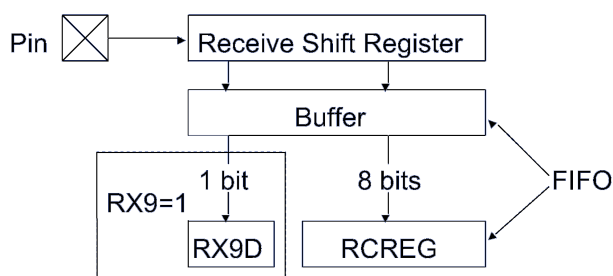 Pin
Receive Shift Register
Buffer
1 bit
8 bits
FIFO
RX9=1
RX9D
RCREG